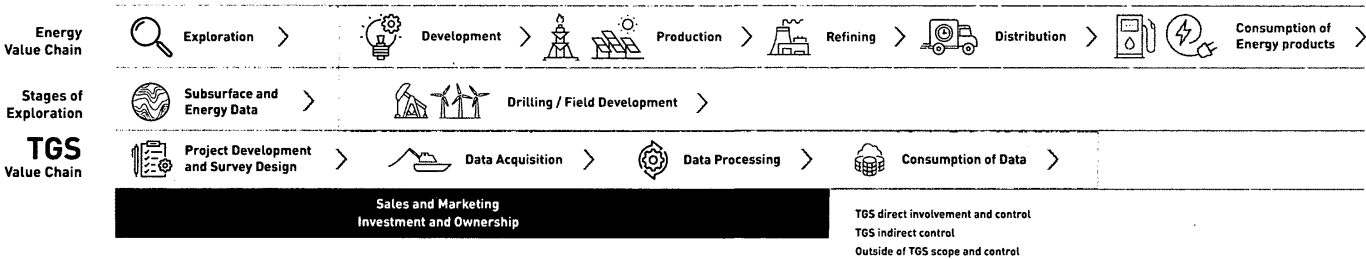 Energy
Value Chain
Exploration
Development
Production
Refining
Distribution
Consumption of
Energy products
Stages of
Exploration
Subsurface and
Energy Data
Drilling / Field Development
TGS
Value Chain
Project Development
and Survey Design
Data Acquisition
Data Processing
Consumption of Data
Sales and Marketing
Investment and Ownership
TGS direct involvement and control
TGS indirect control
Outside of TGS scope and control